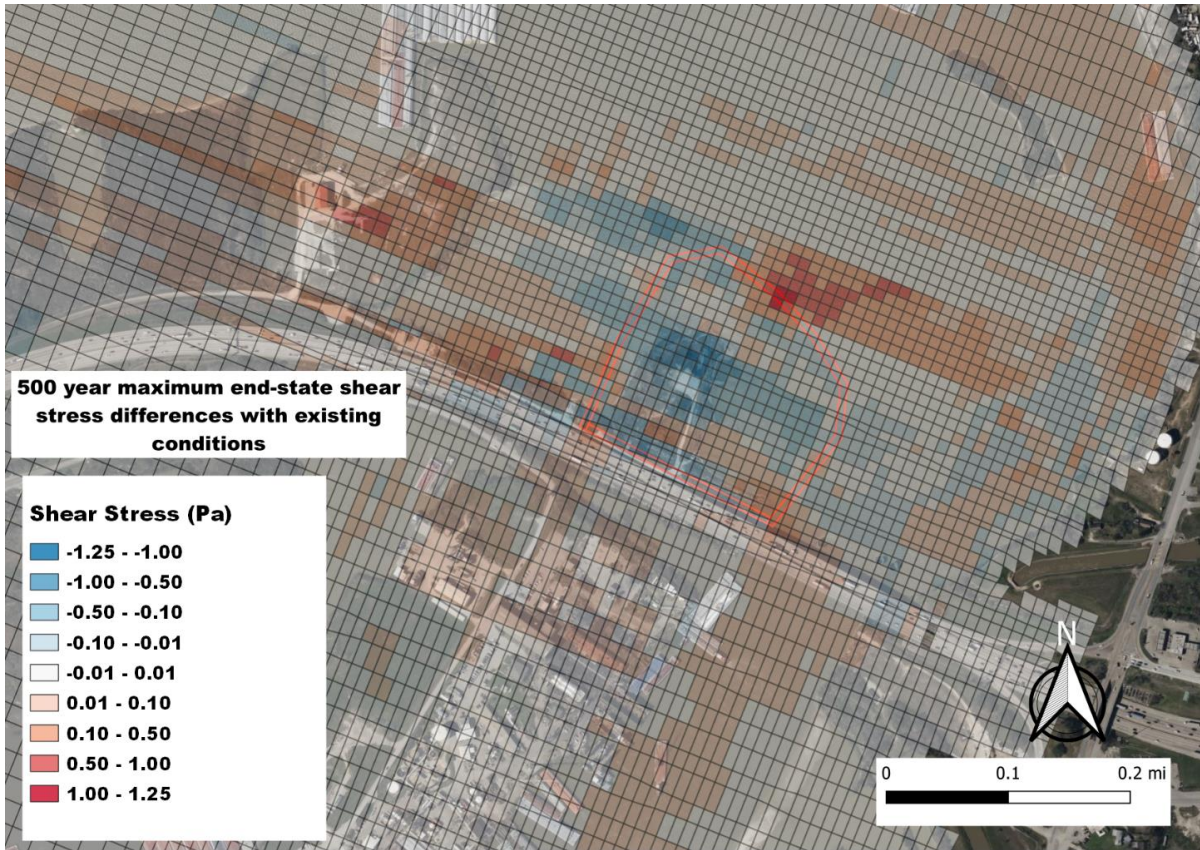 500 year maximum end-state shear
stress differences with existing
conditions
Shear Stress (Pa)
-1.25 - -1.00
-1.00 - -0.50
-0.50 - -0.10
-0.10 - -0.01
-0.01 - 0.01
0.01 - 0.10
0.10 - 0.50
0.50 - 1.00
1.00 - 1.25
N
0 0.1 0.2 mi